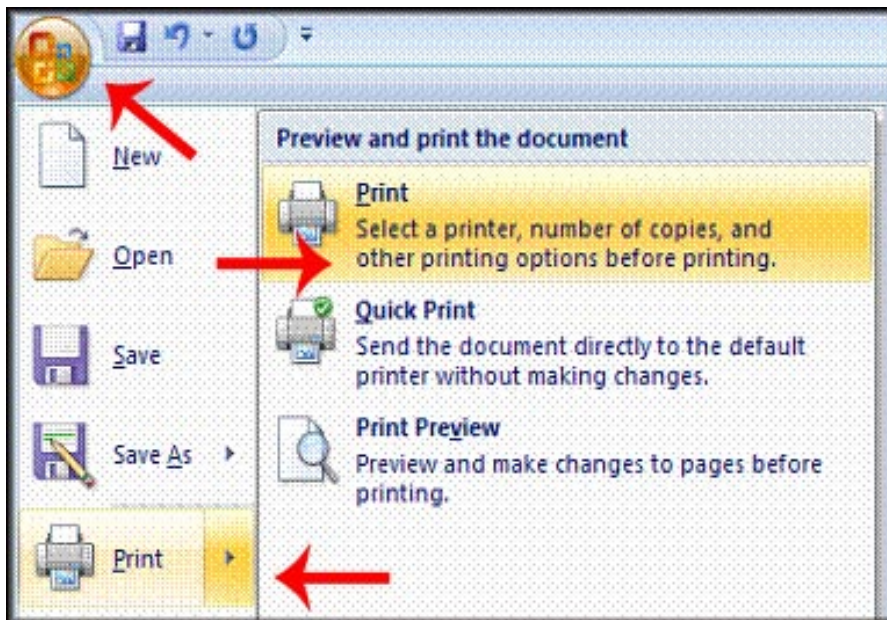 New
Open
Save
Save As
Print
Preview and print the document
Print
Select a printer, number of copies, and
other printing options before printing.
Quick Print
Send the document directly to the default
printer without making changes.
Print Preview
Preview and make changes to pages before
printing.